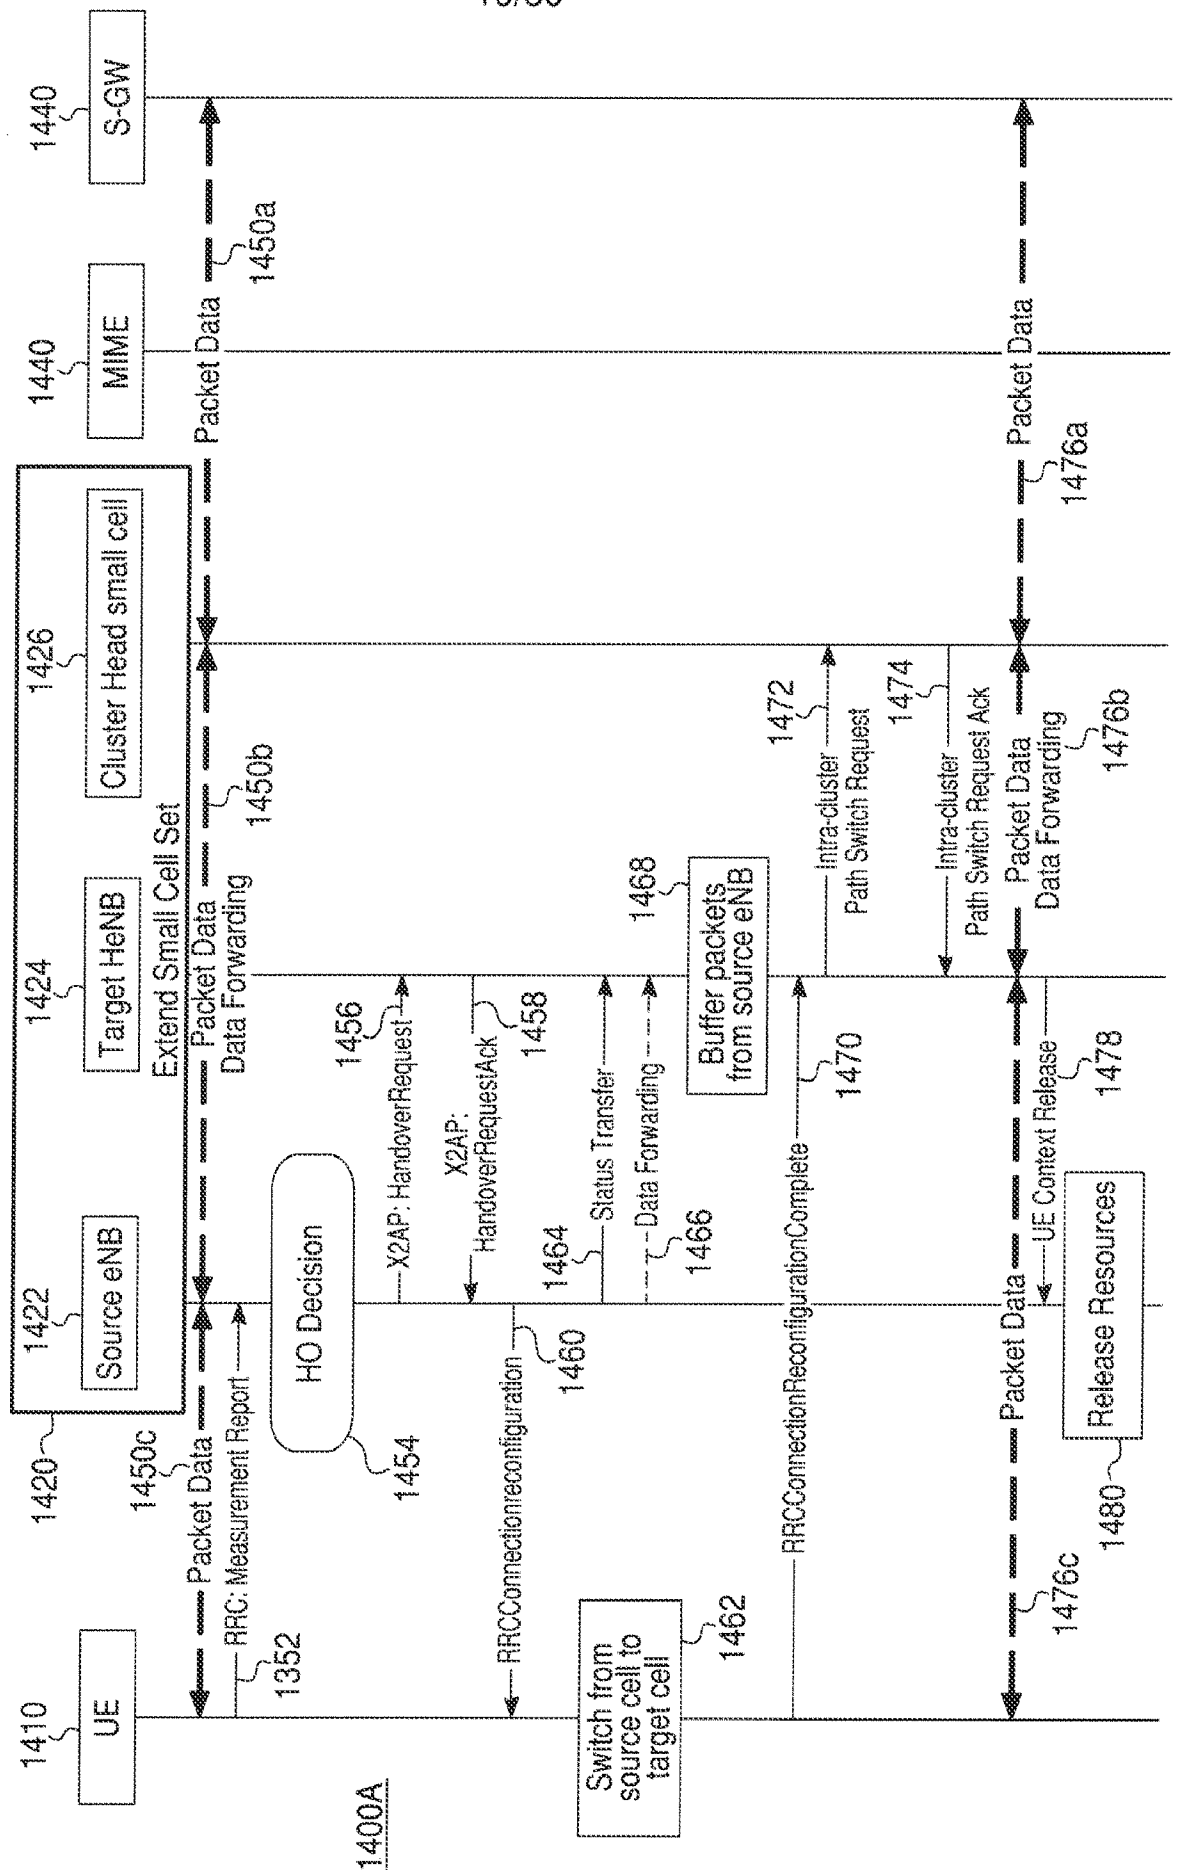 1400A
1410
UE
1420
1422
Source eNB
1424
Target HeNB
1426
Cluster Head small cell
Extend Small Cell Set
1440
MIME
1440
S-GW
1450c
Packet Data
Packet Data
Data Forwarding
1450b
Packet Data
1450a
RRC: Measurement Report
1352
HO Decision
1454
X2AP: HandoverRequest
1456
X2AP:
HandoverRequestAck
1458
RRCConnectionreconfiguration
1460
Switch from
source cell to
target cell
1462
1464
Status Transfer
Data Forwarding
1466
1468
Buffer packets
from source eNB
RRCConnectionReconfigurationComplete
1470
1472
Intra-cluster
Path Switch Request
1474
Intra-cluster
Path Switch Request Ack
Packet Data
1476c
Packet Data
Data Forwarding
1476b
Packet Data
1476a
UE Context Release
1478
Release Resources
1480